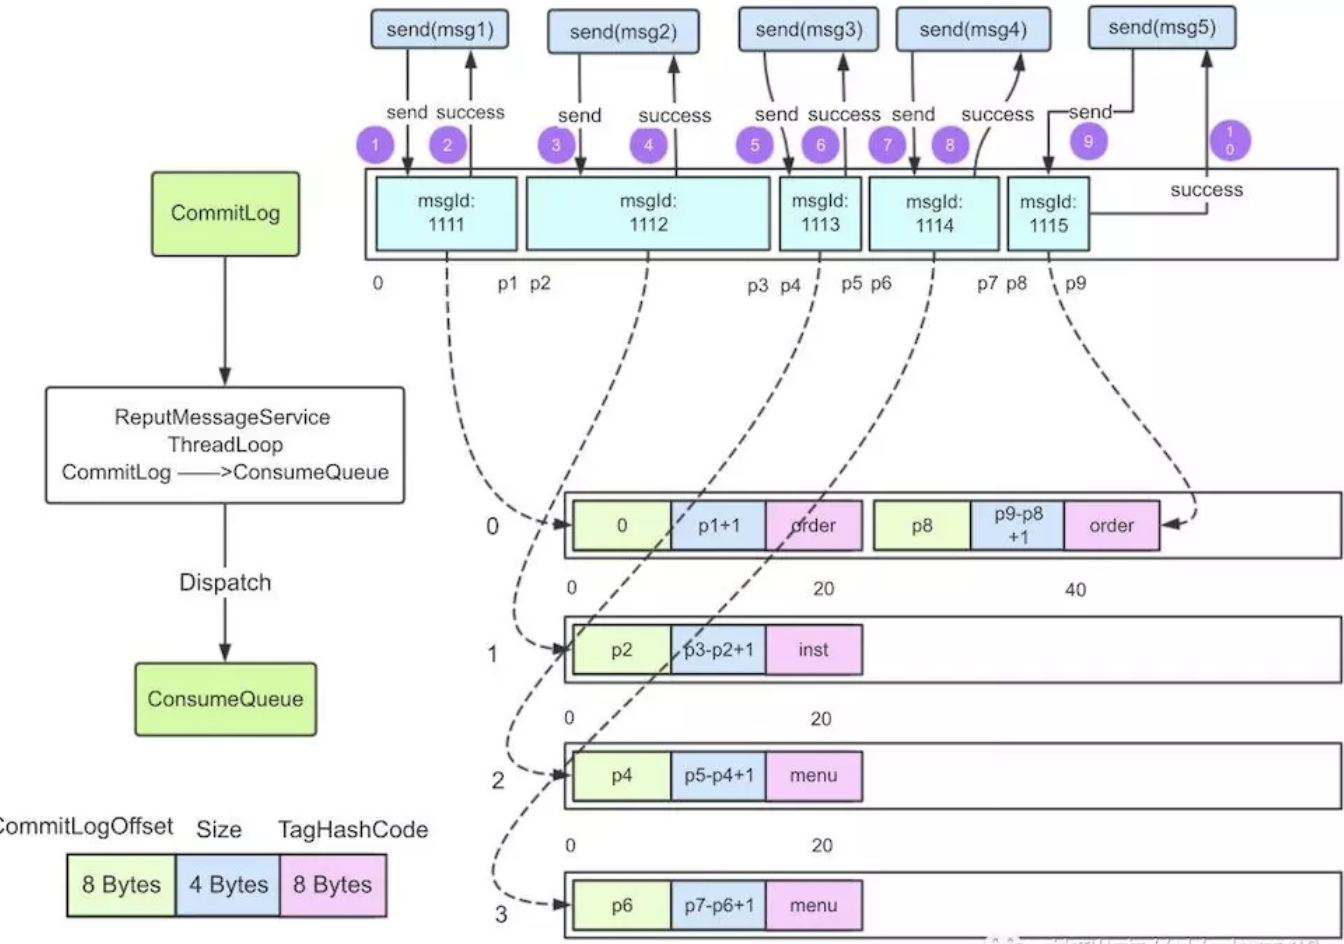 send(msg1)
send(msg2)
send(msg3)
send(msg4)
send(msg5)
send success
send success
send success
send success
send
1
2
3
4
5
6
7
8
9
1
0
success
CommitLog
msgId:
1111
msgId:
1112
msgId:
1113
msgId:
1114
msgId:
1115
0 p1 p2 p3 p4 p5 p6 p7 p8 p9
ReputMessageService
ThreadLoop
CommitLog ——>ConsumeQueue
Dispatch
ConsumeQueue
0
0 p1+1 order
p8
p9-p8
+1
order
0 20 40
1
p2 p3-p2+1 inst
0 20
2
p4 p5-p4+1 menu
0 20
3
p6 p7-p6+1 menu
CommitLogOffset Size TagHashCode
8 Bytes 4 Bytes 8 Bytes